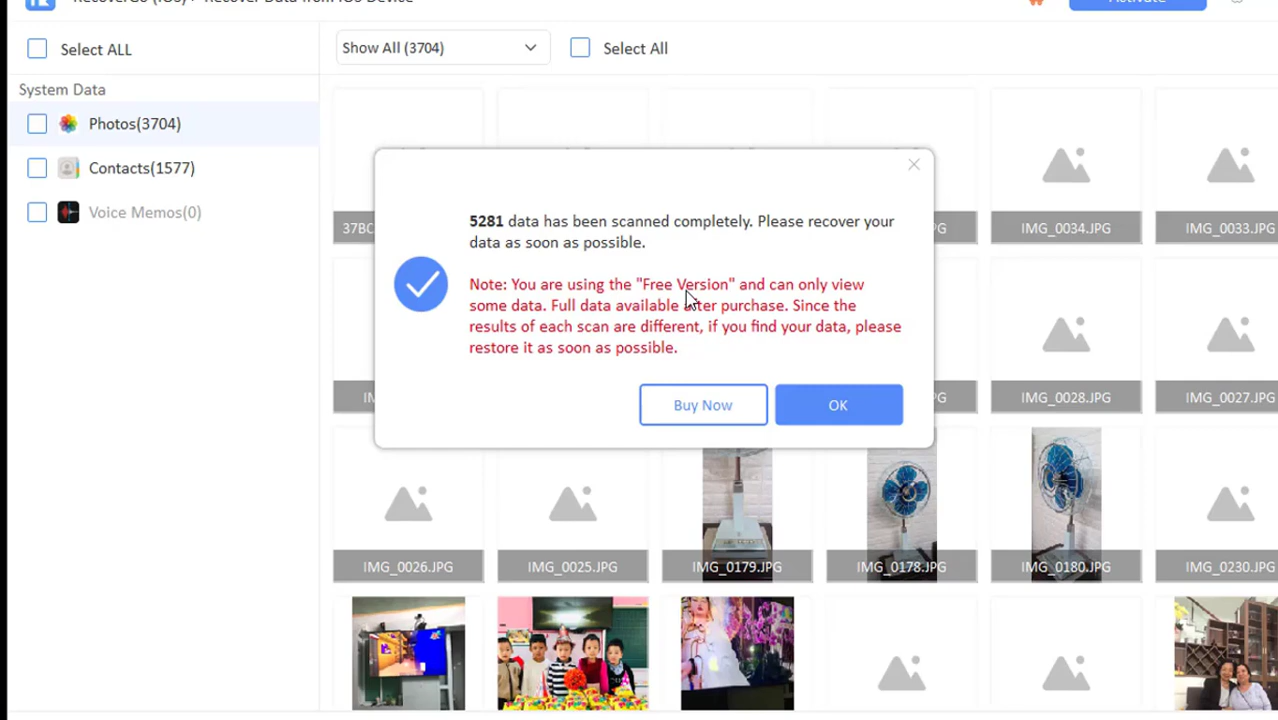 Select ALL
Show All (3704)
Select All
System Data
Photos(3704)
Contacts(1577)
Voice Memos(0)
5281 data has been scanned completely. Please recover your
data as soon as possible.
Note: You are using the "Free Version" and can only view
some data. Full data available after purchase. Since the
results of each scan are different, if you find your data, please
restore it as soon as possible.
Buy Now
OK
IMG_0034.JPG
IMG_0033.JPG
IMG_0028.JPG
IMG_0027.JPG
IMG_0026.JPG
IMG_0025.JPG
IMG_0179.JPG
IMG_0178.JPG
IMG_0180.JPG
IMG_0230.JPG